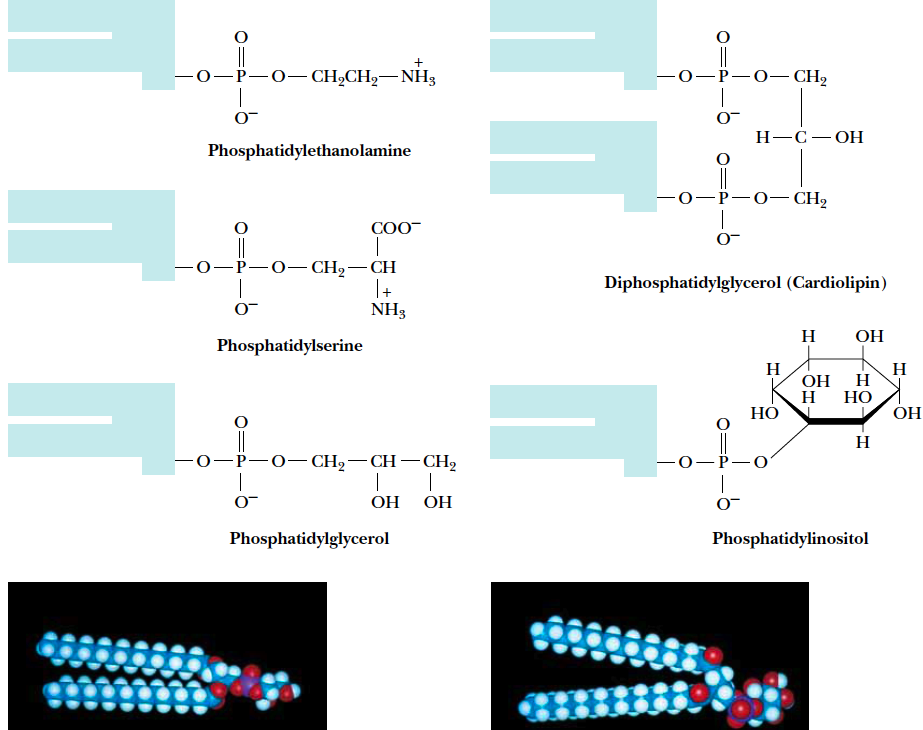 O
+
—O—P—O—CH₂CH₂—NH₃
O⁻
Phosphatidylethanolamine
O
COO⁻
—O—P—O—CH₂—CH
+
O⁻
NH₃
Phosphatidylserine
O
—O—P—O—CH₂—CH—CH₂
O⁻
OH OH
Phosphatidylglycerol
O
—O—P—O—CH₂
O⁻
H—C—OH
O
—O—P—O—CH₂
O⁻
Diphosphatidylglycerol (Cardiolipin)
H OH
H H
OH H
H HO
HO OH
H
O
—O—P—O
O⁻
Phosphatidylinositol